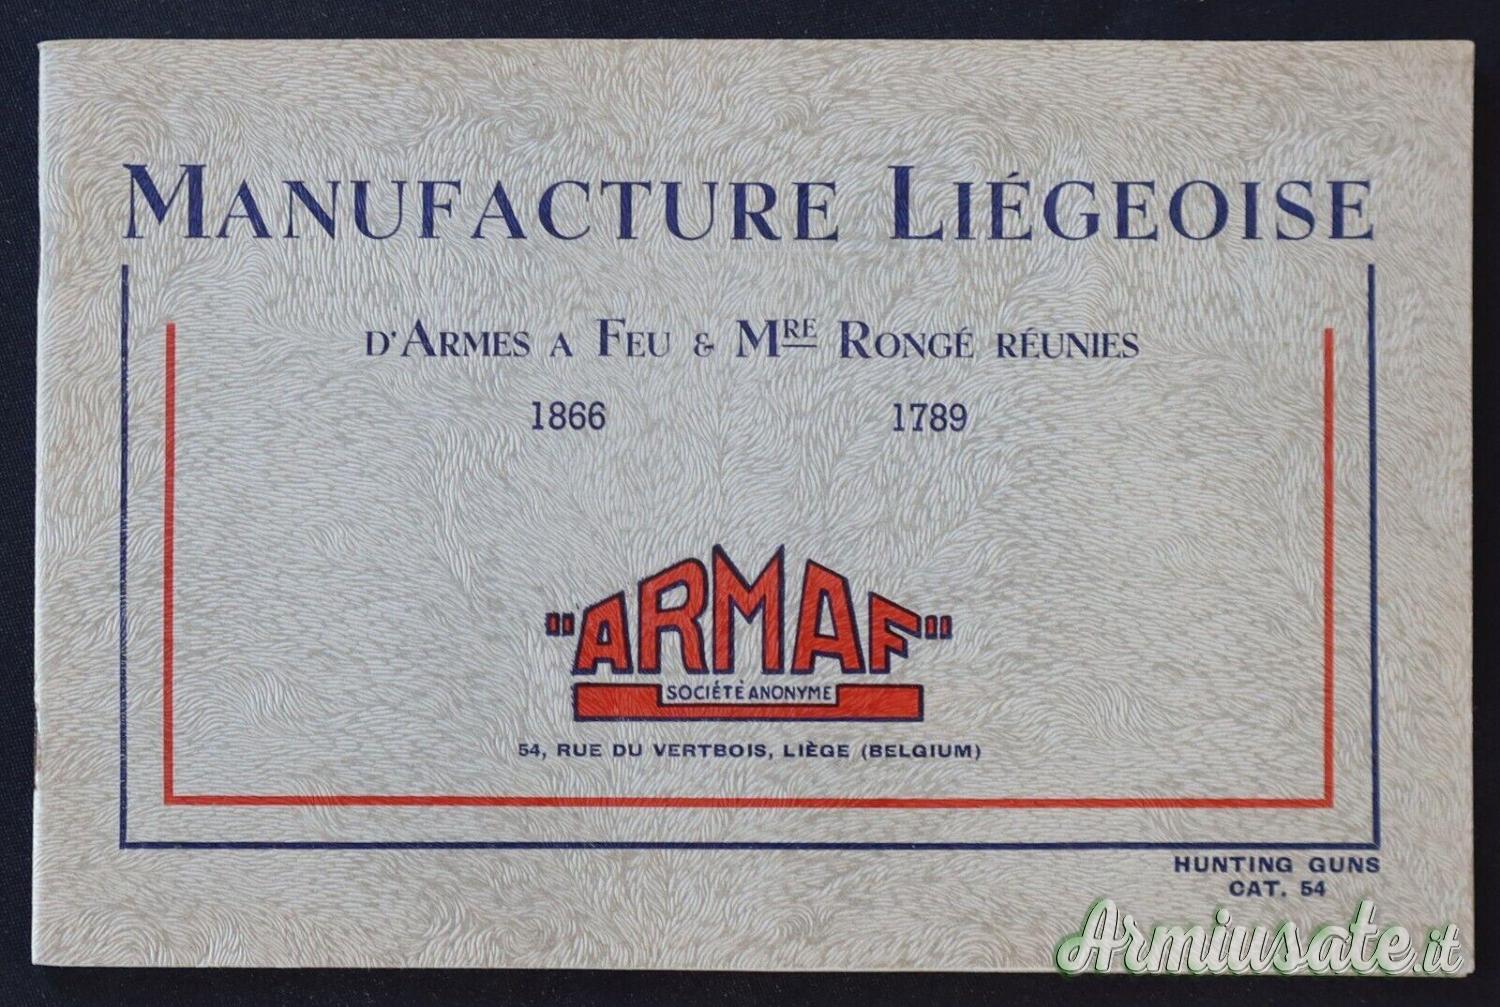 MANUFACTURE LIÉGEOISE
D'ARMES A FEU & MRE RONGÉ RÉUNIES
1866 1789
"ARMAF"
SOCIÉTÉ ANONYME
54, RUE DU VERTBOIS, LIÈGE (BELGIUM)
HUNTING GUNS
CAT. 54
Armiusate.it